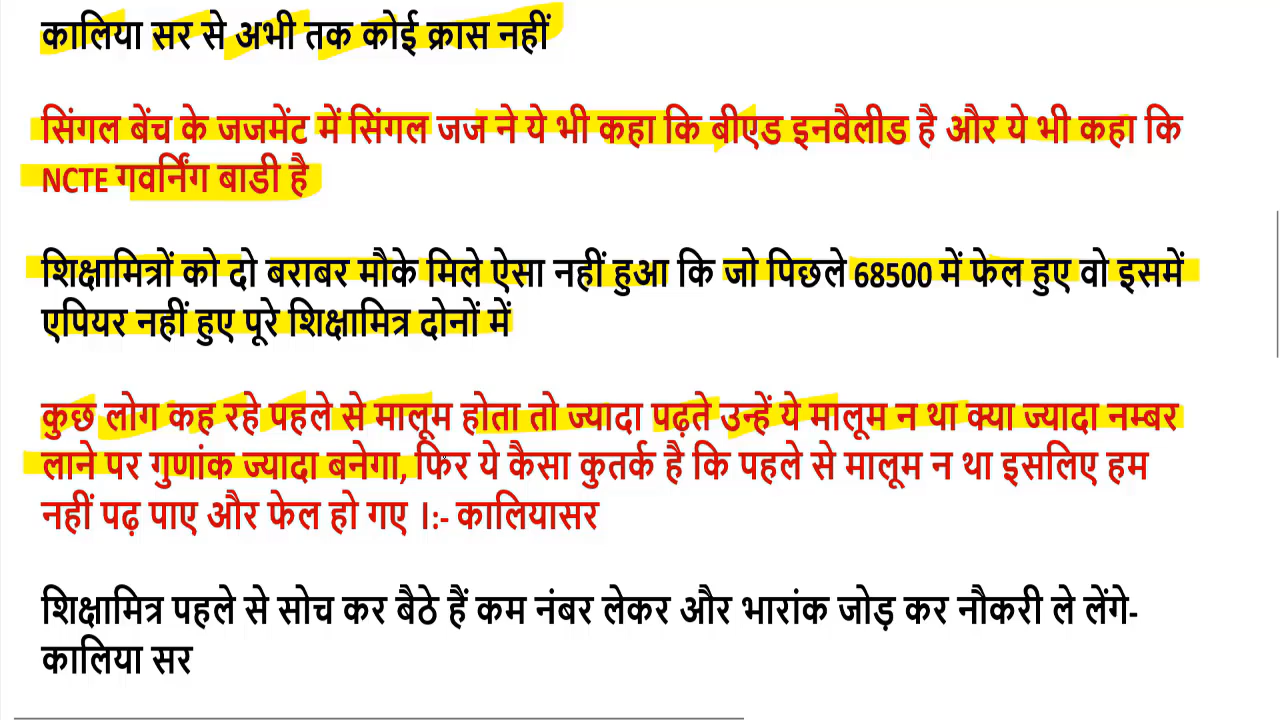 कालिया सर से अभी तक कोई क्रास नहीं
सिंगल बेंच के जजमेंट में सिंगल जज ने ये भी कहा कि बीएड इनवैलीड है और ये भी कहा कि
NCTE गवर्निंग बाडी है
शिक्षामित्रों को दो बराबर मौके मिले ऐसा नहीं हुआ कि जो पिछले 68500 में फेल हुए वो इसमें
एपियर नहीं हुए पूरे शिक्षामित्र दोनों में
कुछ लोग कह रहे पहले से मालूम होता तो ज्यादा पढ़ते उन्हें ये मालूम न था क्या ज्यादा नम्बर
लाने पर गुणांक ज्यादा बनेगा, फिर ये कैसा कुतर्क है कि पहले से मालूम न था इसलिए हम
नहीं पढ़ पाए और फेल हो गए ।:- कालियासर
शिक्षामित्र पहले से सोच कर बैठे हैं कम नंबर लेकर और भारांक जोड़ कर नौकरी ले लेंगे-
कालिया सर